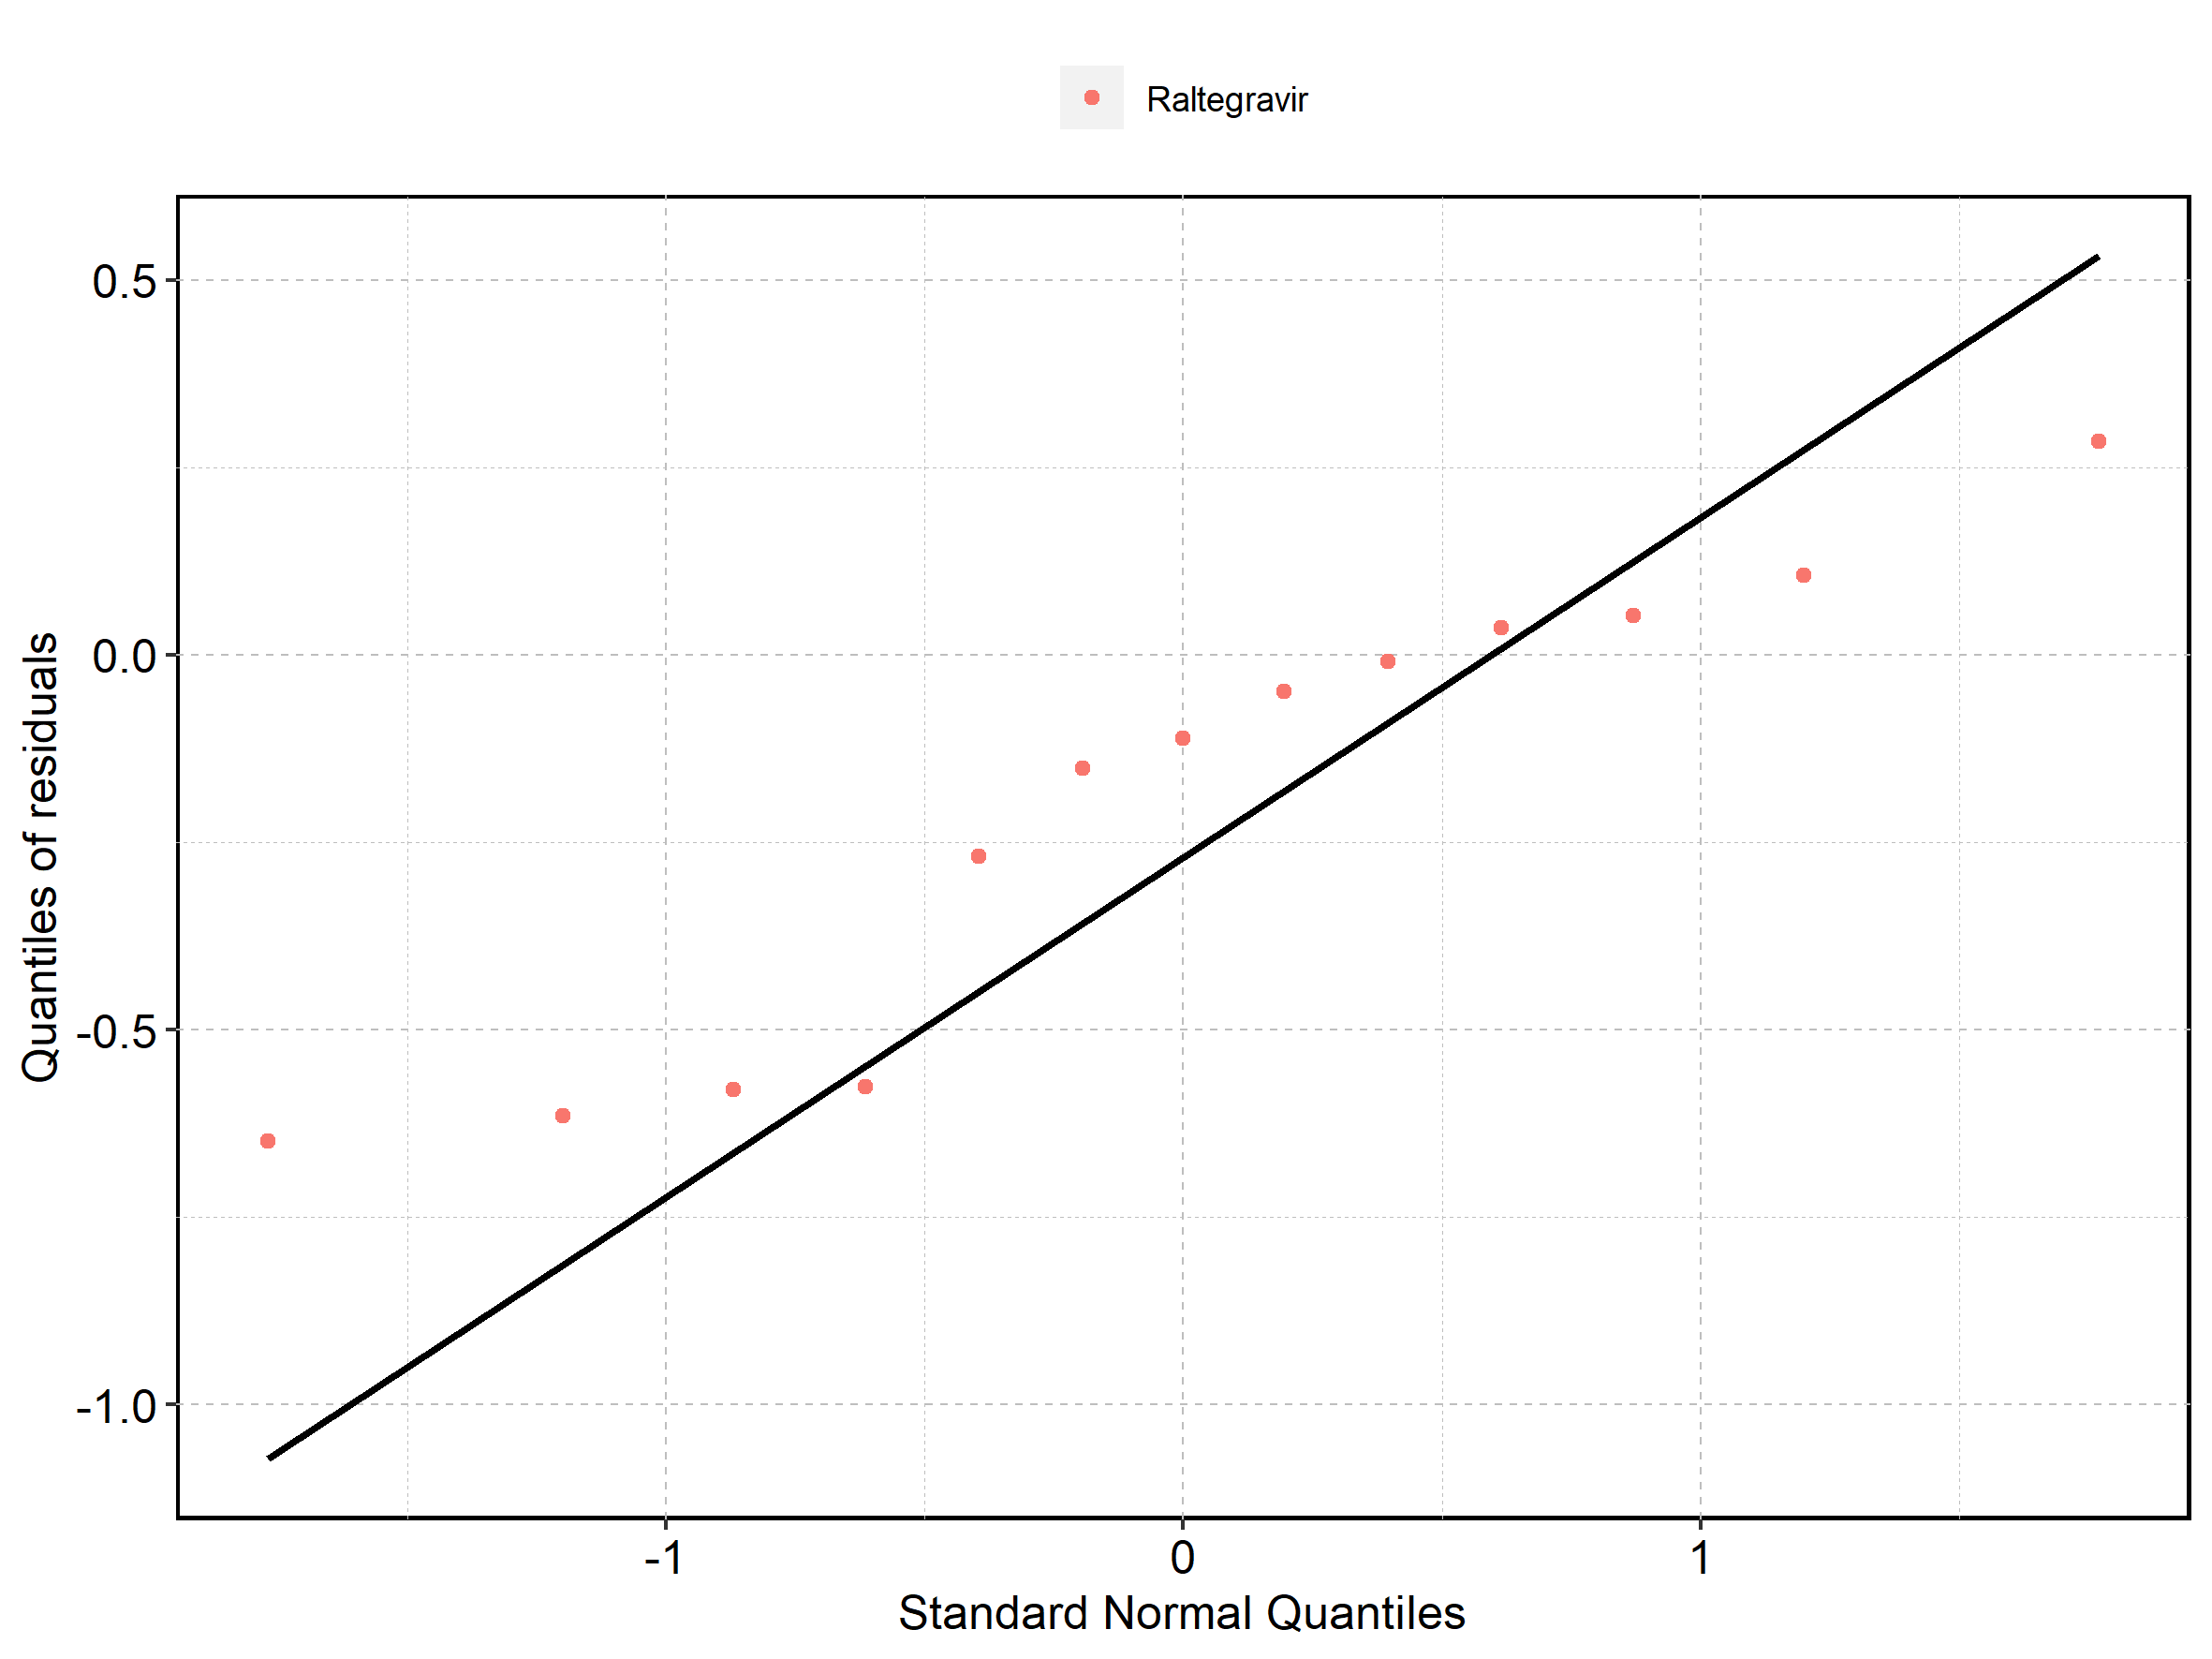 Raltegravir
0.5
0.0
-0.5
-1.0
Quantiles of residuals
-1 0 1
Standard Normal Quantiles